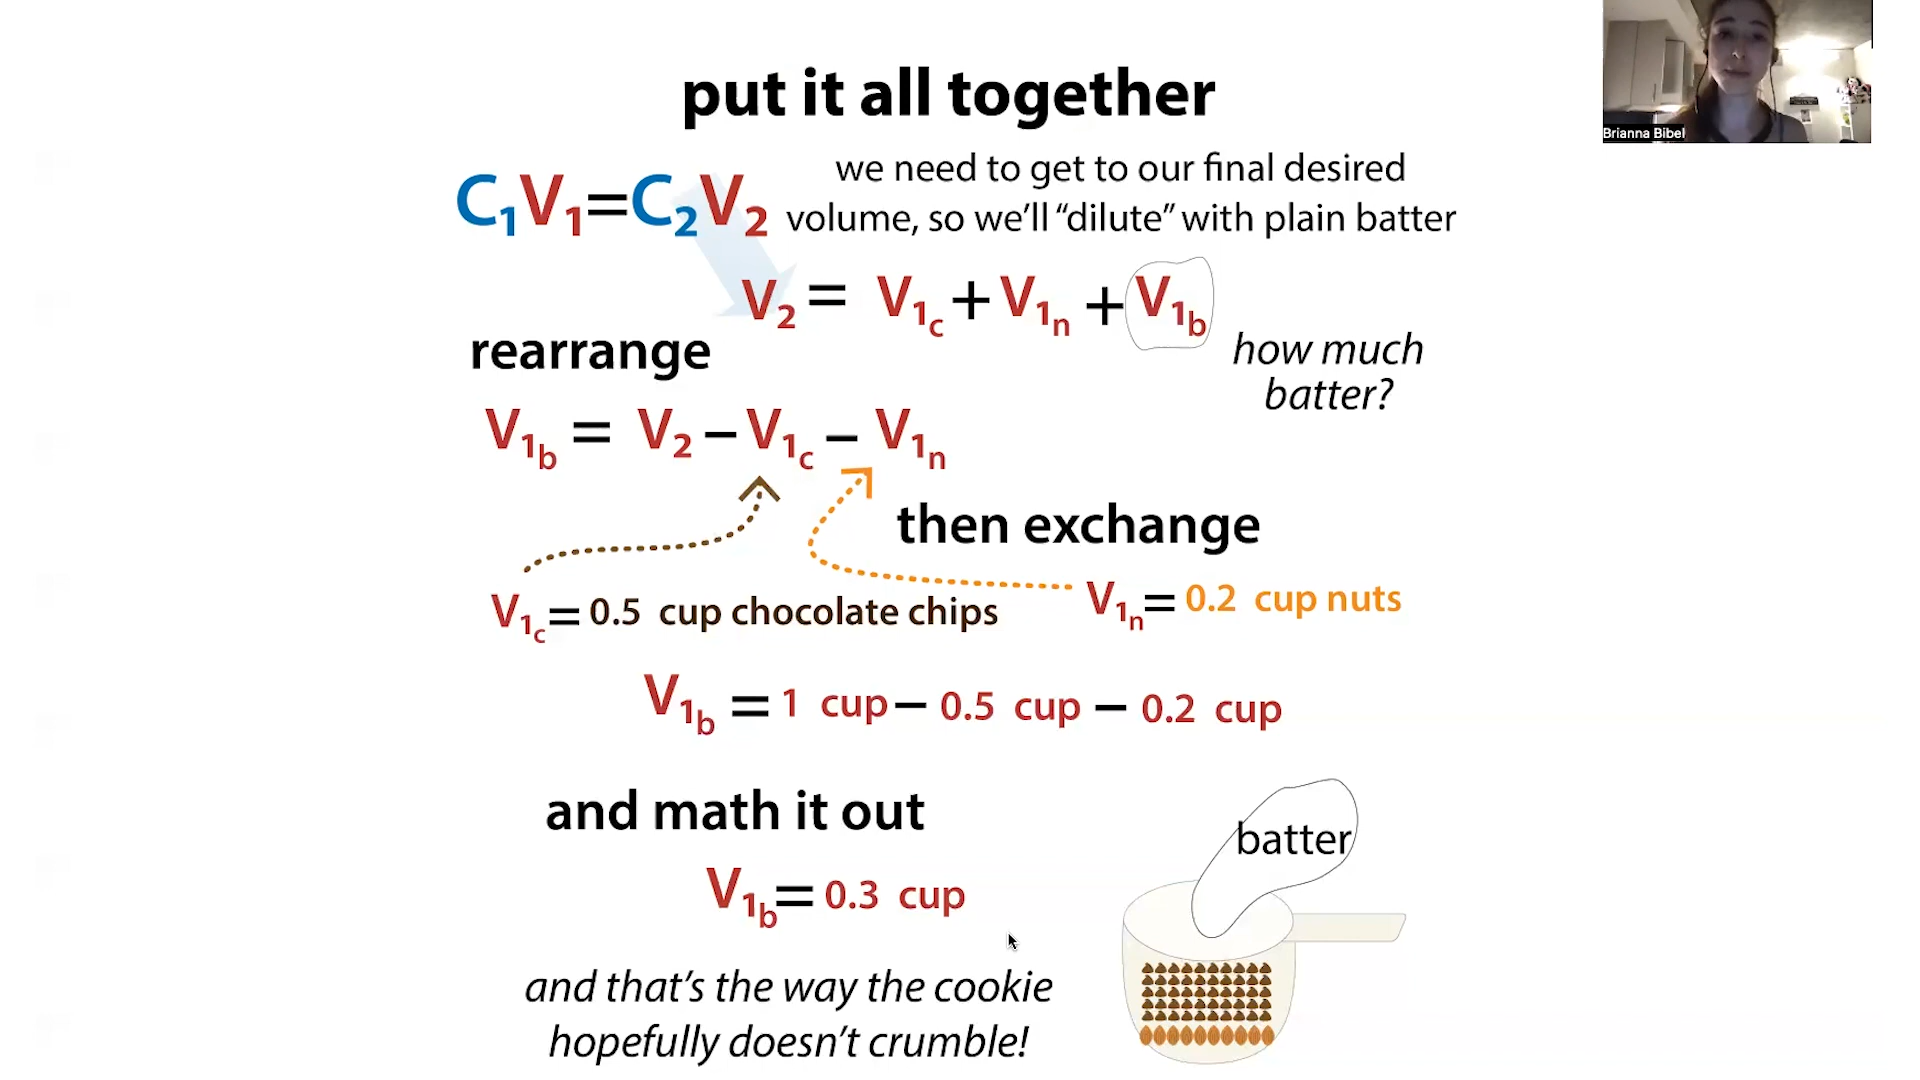 put it all together
Brianna Bibel
C₁V₁=C₂V₂
we need to get to our final desired
volume, so we'll “dilute” with plain batter
V₂ = V₁c + V₁n + V₁b
how much
batter?
rearrange
V₁b = V₂ – V₁c – V₁n
then exchange
V₁c = 0.5 cup chocolate chips
V₁n = 0.2 cup nuts
V₁b = 1 cup – 0.5 cup – 0.2 cup
and math it out
batter
V₁b = 0.3 cup
and that's the way the cookie
hopefully doesn't crumble!